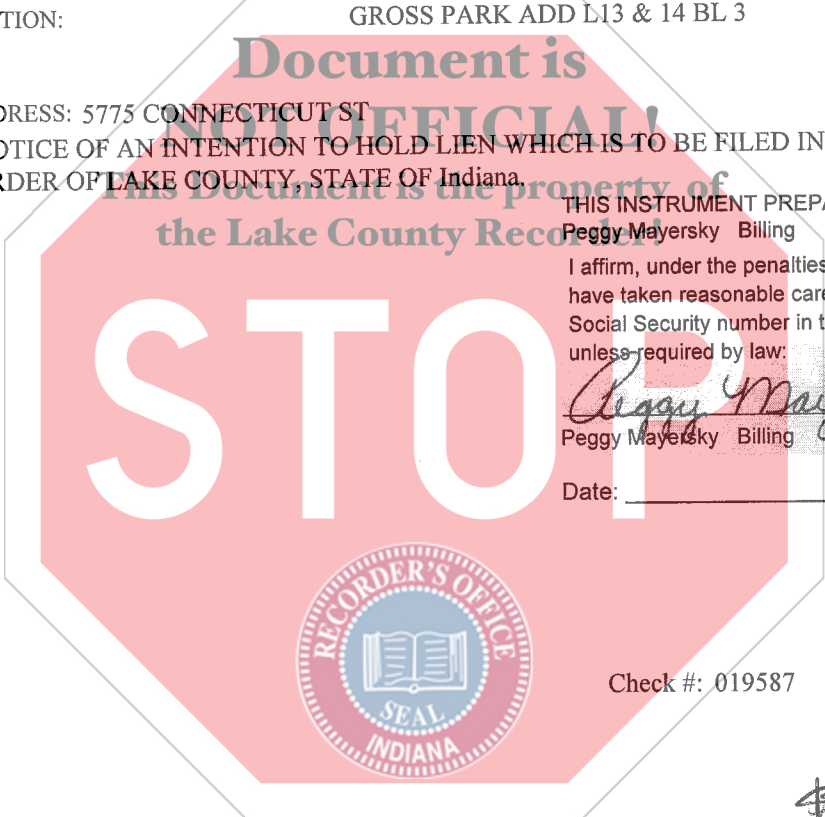 TION: GROSS PARK ADD L13 & 14 BL 3
Document is
DRESS: 5775 CONNECTICUT ST
NOT OFFICIAL!
OTICE OF AN INTENTION TO HOLD LIEN WHICH IS TO BE FILED IN
RDER OF LAKE COUNTY, STATE OF Indiana.
This Document is the property of
the Lake County Recorder!
THIS INSTRUMENT PREPA
Peggy Mayersky Billing
I affirm, under the penalties
have taken reasonable care
Social Security number in t
unless required by law:
Peggy May
Peggy Mayersky Billing
Date:
STOP
RECORDER'S OFFICE
SEAL
INDIANA
Check #: 019587